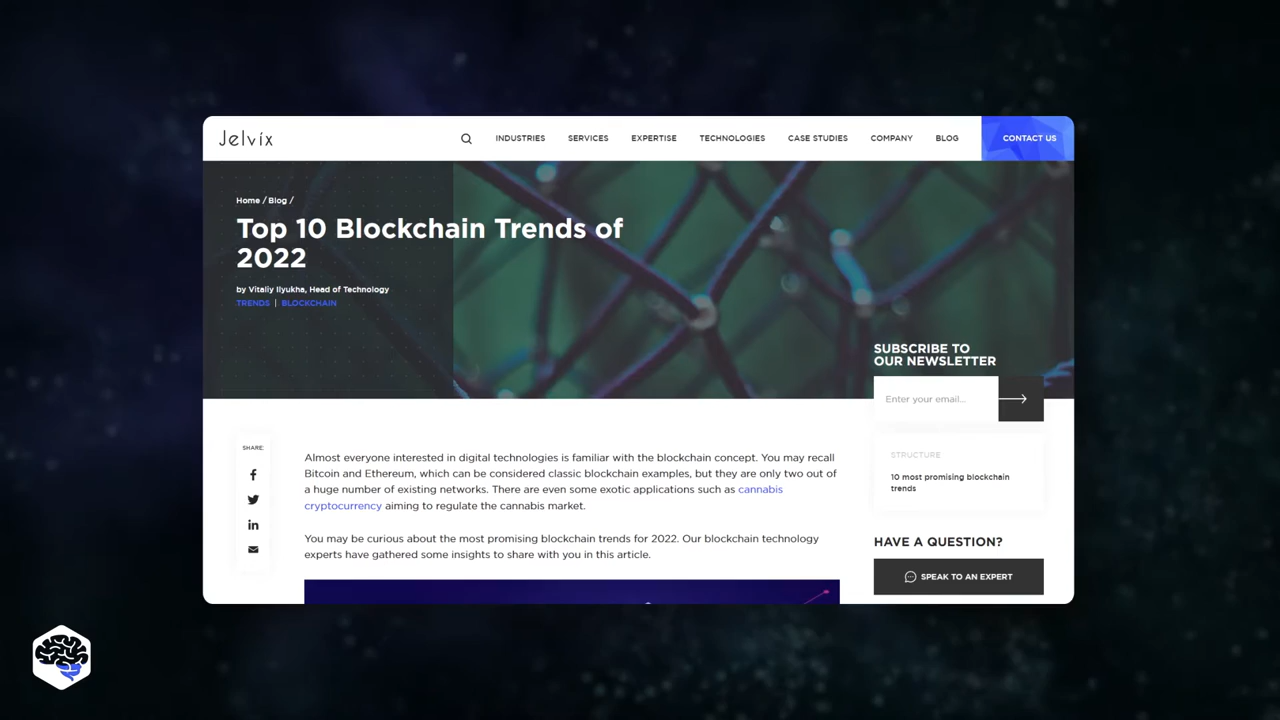 Jelvix
INDUSTRIES
SERVICES
EXPERTISE
TECHNOLOGIES
CASE STUDIES
COMPANY
BLOG
CONTACT US
Home / Blog /
Top 10 Blockchain Trends of
2022
by Vitaliy Ilyukha, Head of Technology
TRENDS | BLOCKCHAIN
SUBSCRIBE TO
OUR NEWSLETTER
Enter your email...
SHARE:
Almost everyone interested in digital technologies is familiar with the blockchain concept. You may recall
Bitcoin and Ethereum, which can be considered classic blockchain examples, but they are only two out of
a huge number of existing networks. There are even some exotic applications such as cannabis
cryptocurrency aiming to regulate the cannabis market.
You may be curious about the most promising blockchain trends for 2022. Our blockchain technology
experts have gathered some insights to share with you in this article.
STRUCTURE
10 most promising blockchain
trends
HAVE A QUESTION?
SPEAK TO AN EXPERT